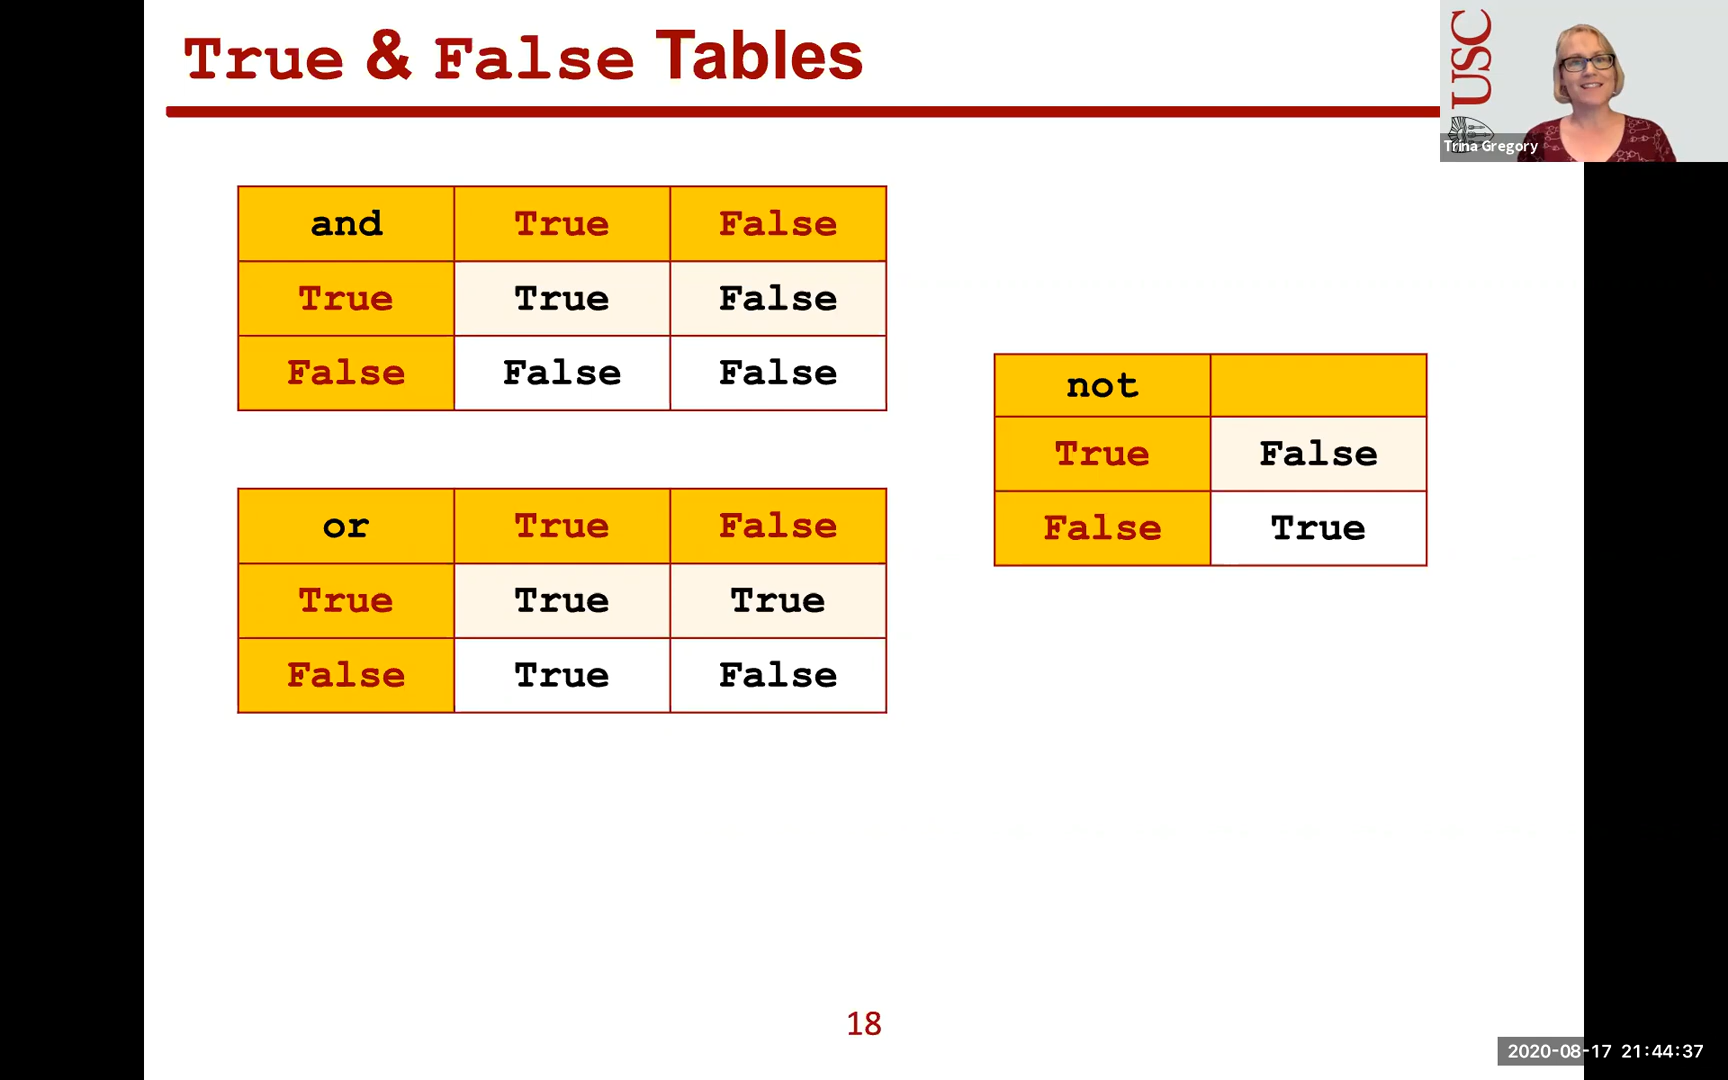 True & False Tables
USC
Trina Gregory
and True False
True True False
False False False
not
True False
False True
or True False
True True True
False True False
18
2020-08-17 21:44:37